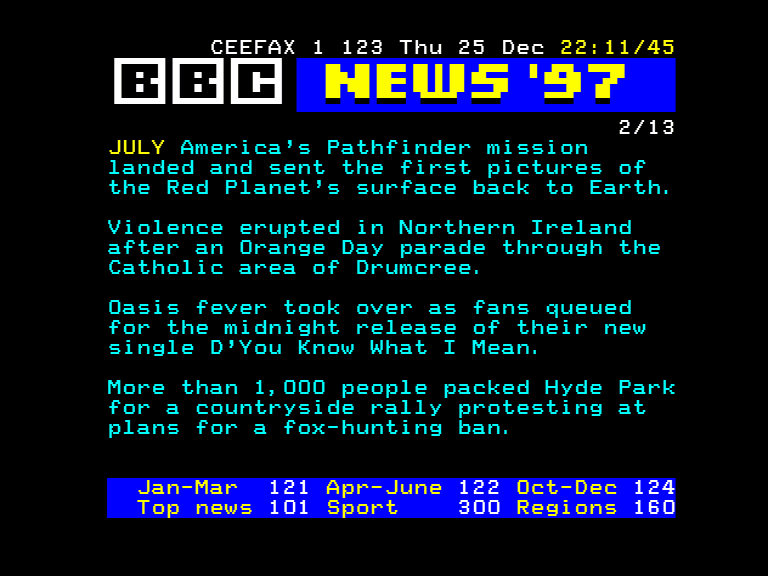 CEEFAX 1 123 Thu 25 Dec 22:11/45
BBC NEWS '97
2/13
JULY America's Pathfinder mission
landed and sent the first pictures of
the Red Planet's surface back to Earth.
Violence erupted in Northern Ireland
after an Orange Day parade through the
Catholic area of Drumcree.
Oasis fever took over as fans queued
for the midnight release of their new
single D'You Know What I Mean.
More than 1,000 people packed Hyde Park
for a countryside rally protesting at
plans for a fox-hunting ban.
Jan-Mar 121 Apr-June 122 Oct-Dec 124
Top news 101 Sport 300 Regions 160